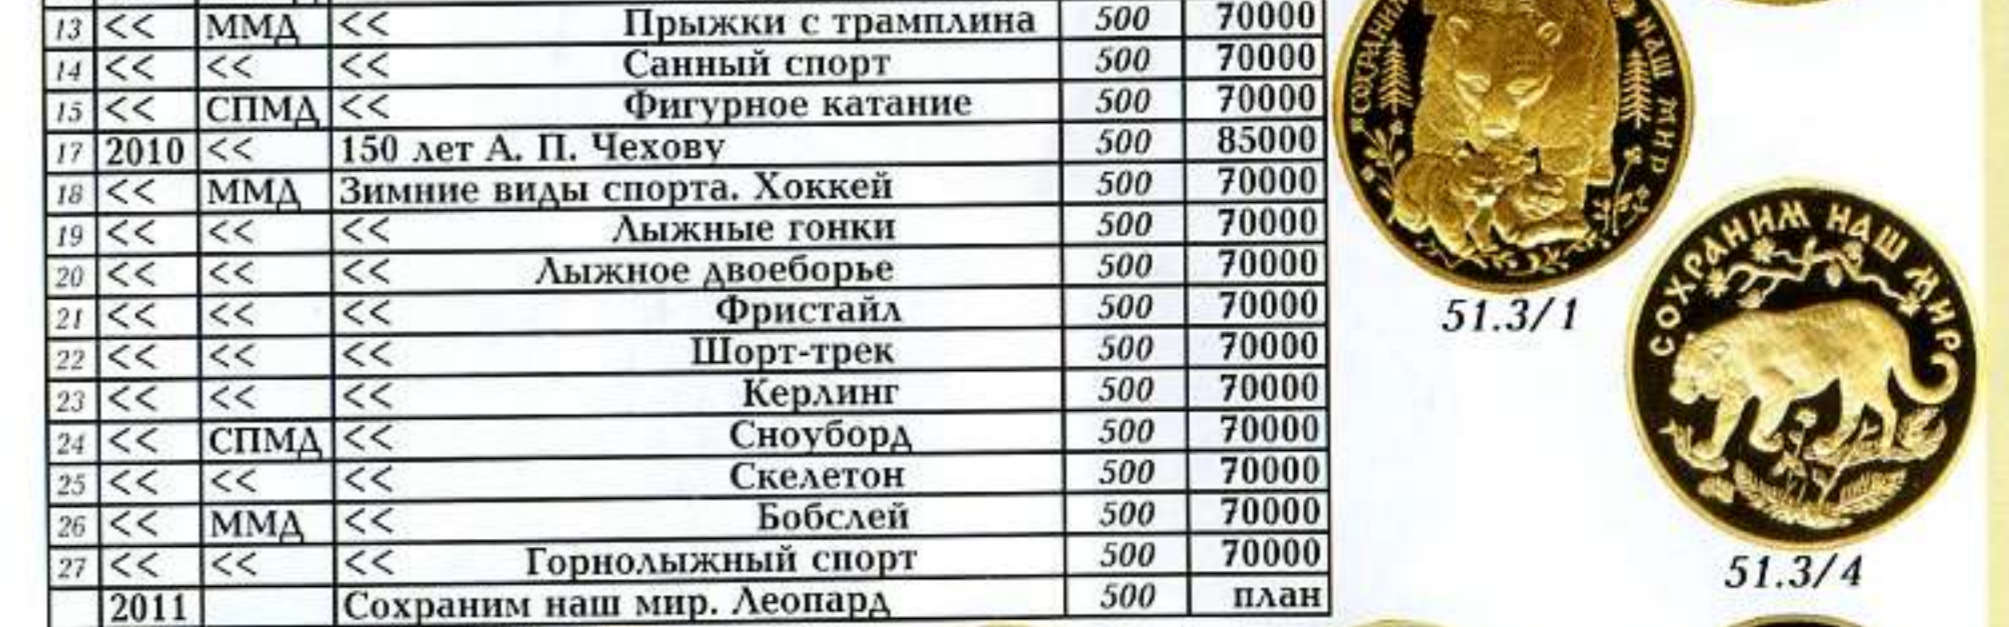 13 << ММД << Прыжки с трамплина 500 70000
14 << << << Санный спорт 500 70000
15 << СПМД << Фигурное катание 500 70000
17 2010 << 150 лет А. П. Чехову 500 85000
18 << ММД Зимние виды спорта. Хоккей 500 70000
19 << << << Лыжные гонки 500 70000
20 << << << Лыжное двоеборье 500 70000
21 << << << Фристайл 500 70000
22 << << << Шорт-трек 500 70000
23 << << << Керлинг 500 70000
24 << СПМД << Сноуборд 500 70000
25 << << << Скелетон 500 70000
26 << ММД << Бобслей 500 70000
27 << << << Горнолыжный спорт 500 70000
2011 Сохраним наш мир. Леопард 500 план
СОХРАНИМ НАШ МИР
51.3/1
СОХРАНИМ НАШ МИР
51.3/4